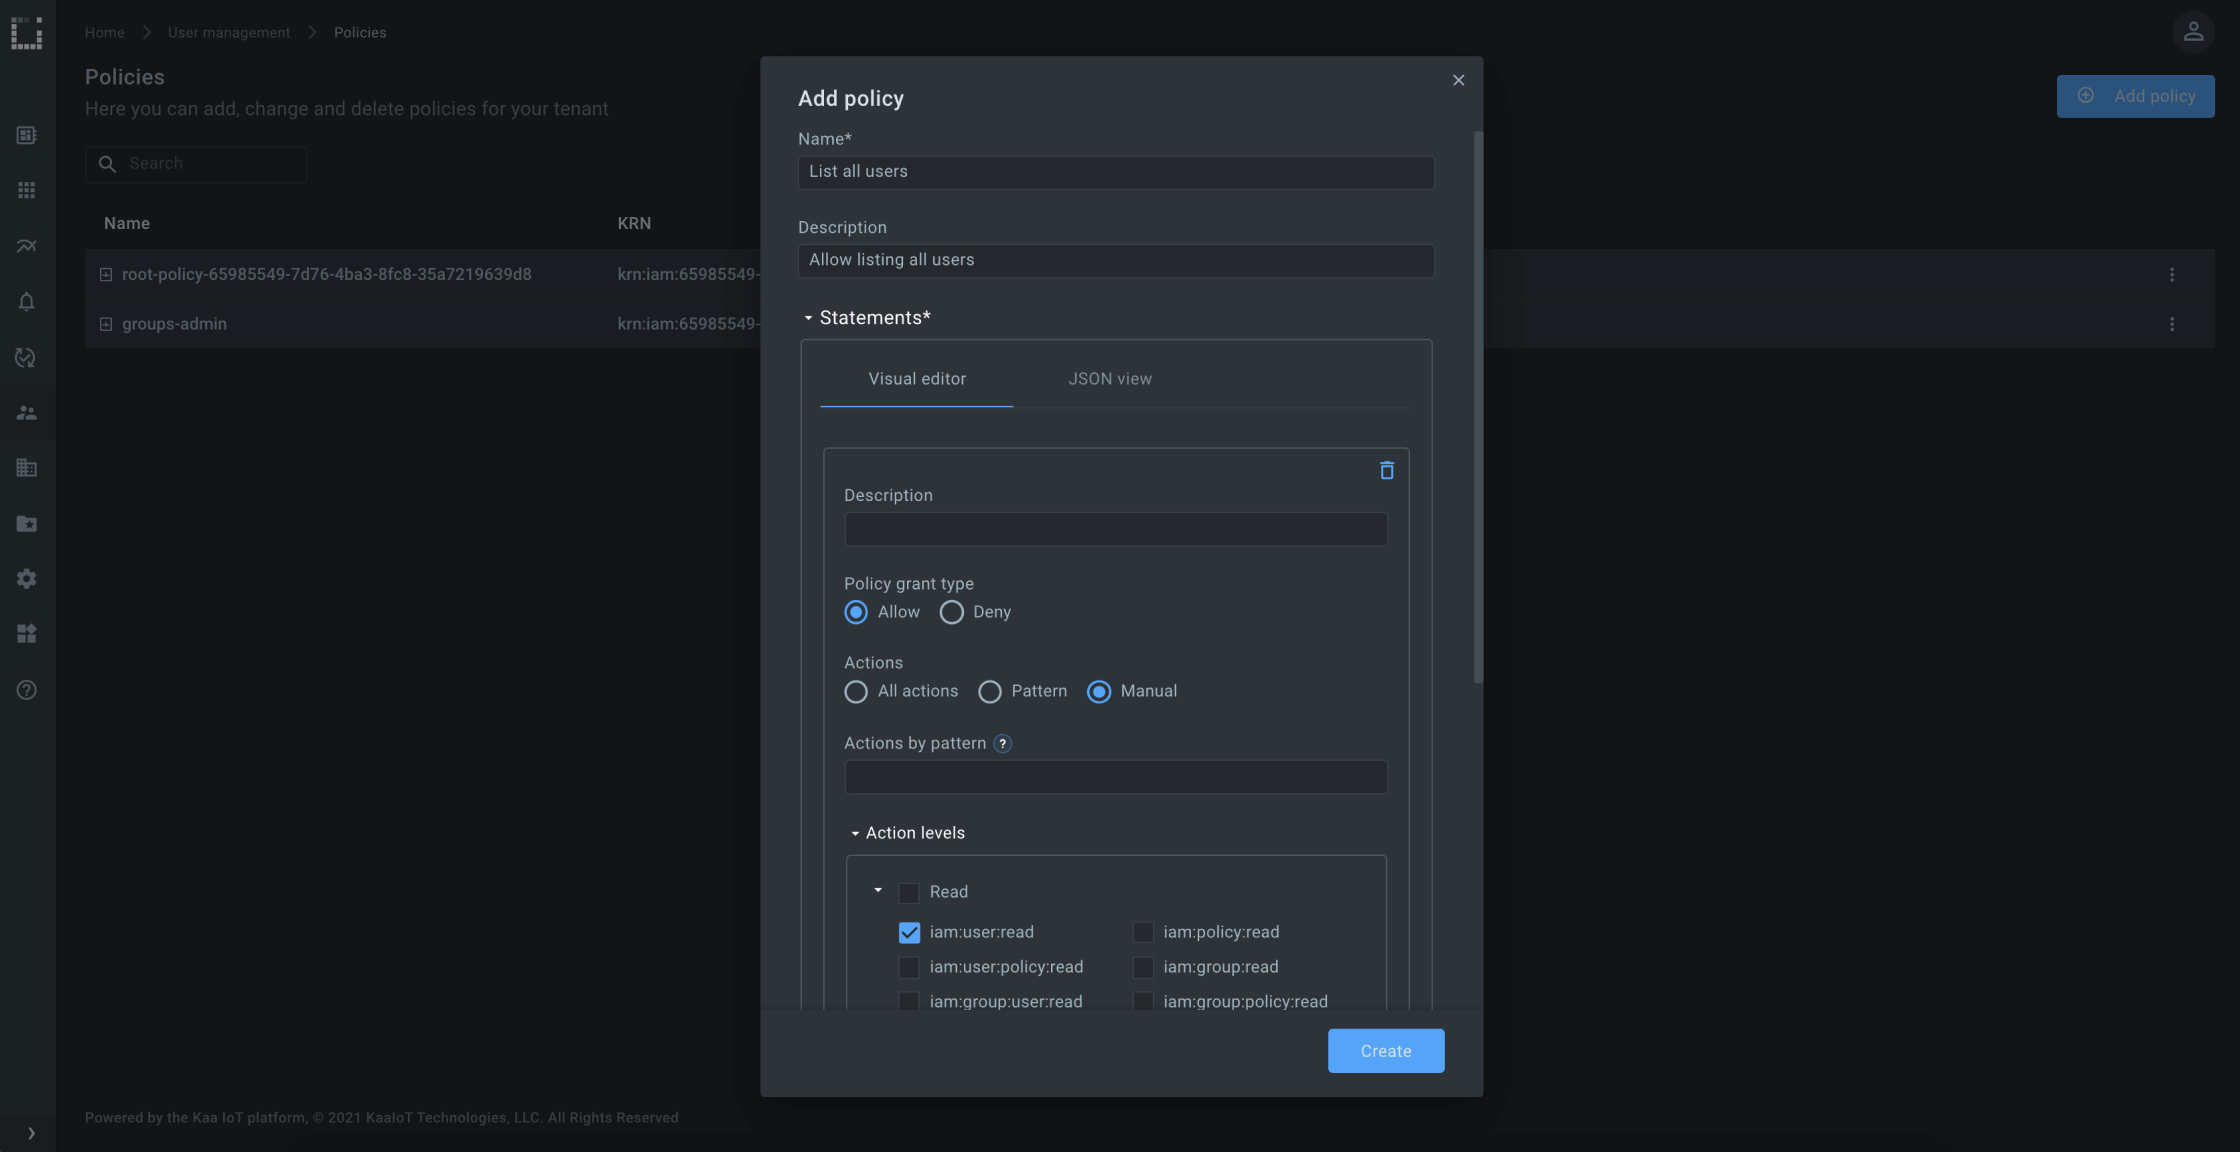 Home
User management
Policies
Policies
Here you can add, change and delete policies for your tenant
Add policy
Search
Name
KRN
root-policy-65985549-7d76-4ba3-8fc8-35a7219639d8
krn:iam:65985549-
groups-admin
krn:iam:65985549-
Add policy
Name*
List all users
Description
Allow listing all users
Statements*
Visual editor
JSON view
Description
Policy grant type
Allow
Deny
Actions
All actions
Pattern
Manual
Actions by pattern ?
Action levels
Read
iam:user:read
iam:policy:read
iam:user:policy:read
iam:group:read
iam:group:user:read
iam:group:policy:read
Create
Powered by the Kaa IoT platform, © 2021 KaaIoT Technologies, LLC. All Rights Reserved